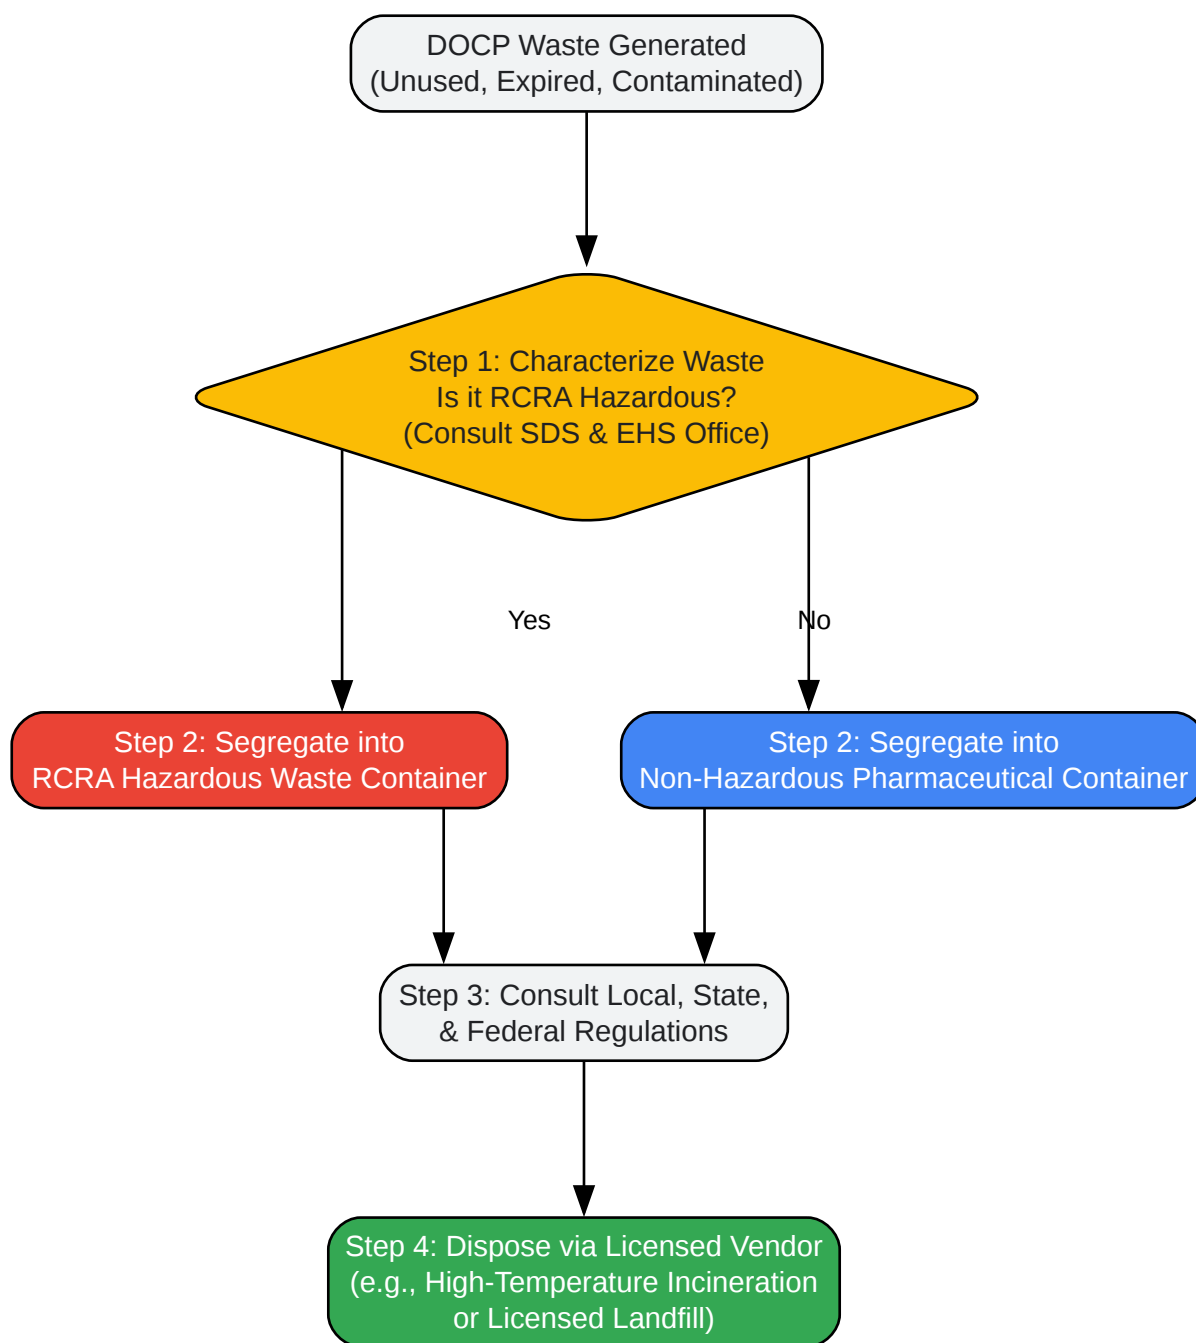 DOCP Waste Generated
(Unused, Expired, Contaminated)
Step 1: Characterize Waste
Is it RCRA Hazardous?
(Consult SDS & EHS Office)
Yes
No
Step 2: Segregate into
RCRA Hazardous Waste Container
Step 2: Segregate into
Non-Hazardous Pharmaceutical Container
Step 3: Consult Local, State,
& Federal Regulations
Step 4: Dispose via Licensed Vendor
(e.g., High-Temperature Incineration
or Licensed Landfill)